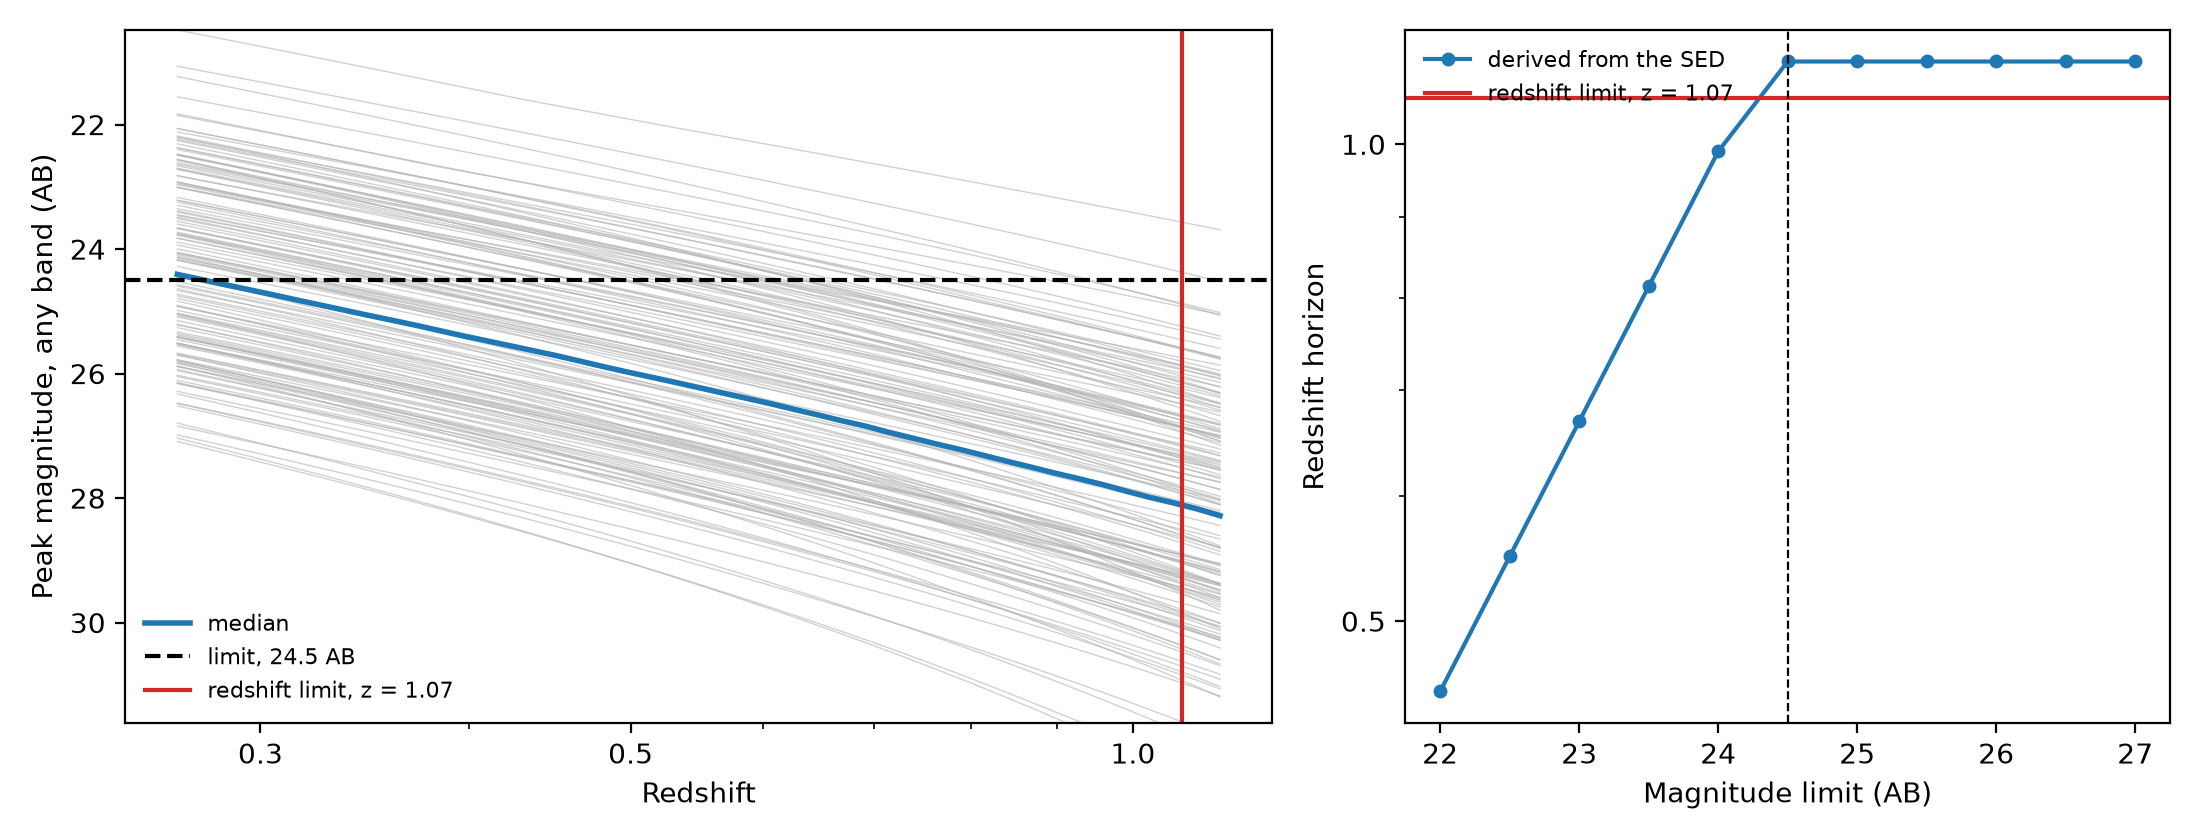 Peak magnitude, any band (AB)
22
24
26
28
30
median
limit, 24.5 AB
redshift limit, z = 1.07
0.3
0.5
1.0
Redshift
Redshift horizon
1.0
0.5
derived from the SED
redshift limit, z = 1.07
22
23
24
25
26
27
Magnitude limit (AB)